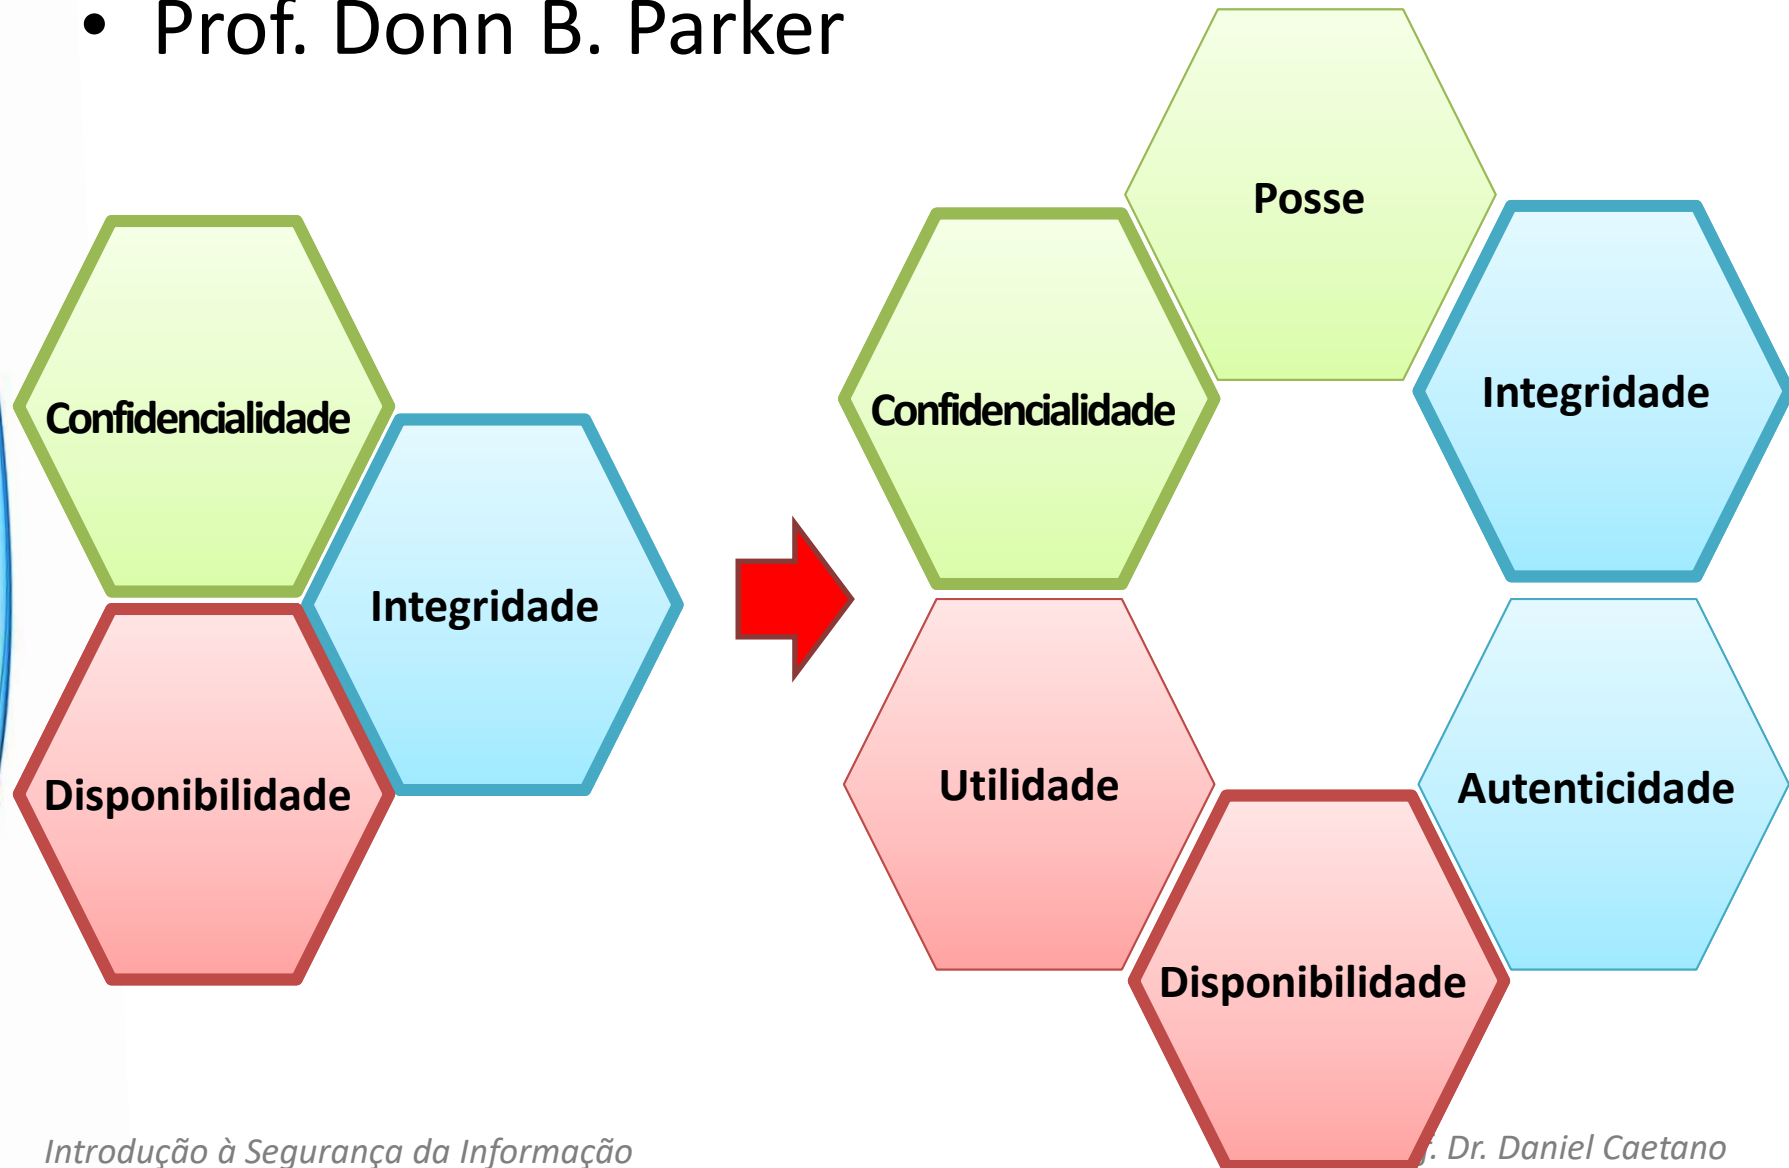 • Prof. Donn B. Parker
Confidencialidade
Integridade
Disponibilidade
Posse
Confidencialidade
Integridade
Utilidade
Autenticidade
Disponibilidade
Introdução à Segurança da Informação
Dr. Daniel Caetano